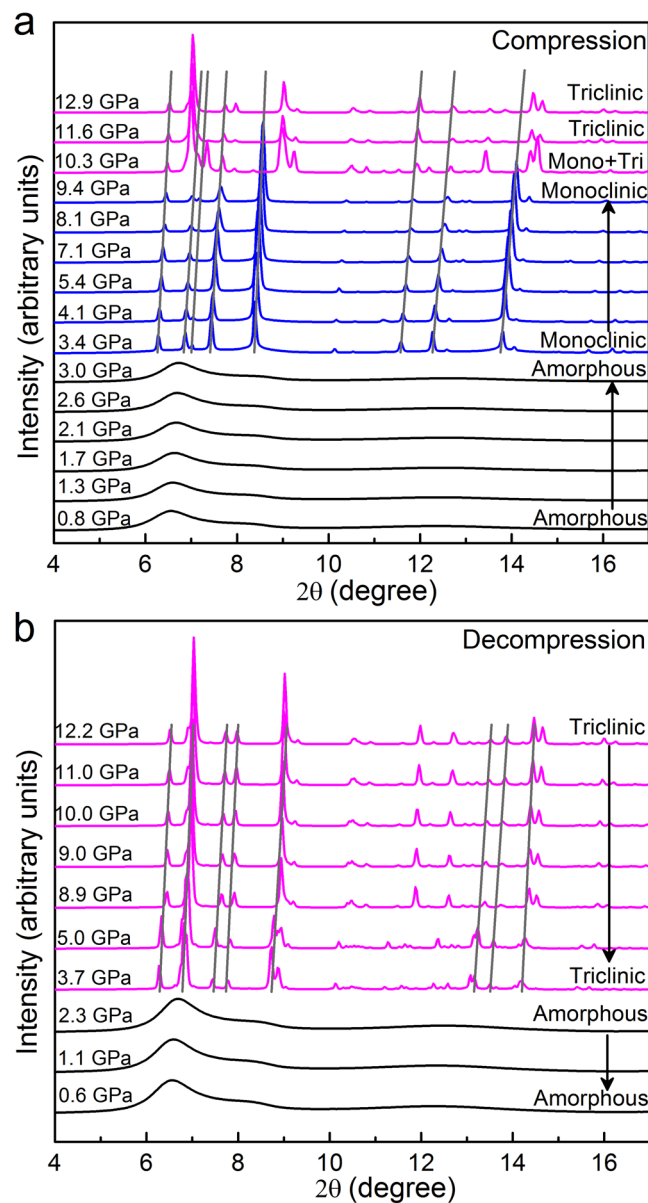 a
Compression
12.9 GPa Triclinic
11.6 GPa Triclinic
10.3 GPa Mono+Tri
9.4 GPa Monoclinic
8.1 GPa
7.1 GPa
5.4 GPa
4.1 GPa
3.4 GPa Monoclinic
3.0 GPa Amorphous
2.6 GPa
2.1 GPa
1.7 GPa
1.3 GPa
0.8 GPa Amorphous
Intensity (arbitrary units)
4 6 8 10 12 14 16
2θ (degree)
b
Decompression
12.2 GPa Triclinic
11.0 GPa
10.0 GPa
9.0 GPa
8.9 GPa
5.0 GPa
3.7 GPa Triclinic
2.3 GPa Amorphous
1.1 GPa
0.6 GPa Amorphous
Intensity (arbitrary units)
4 6 8 10 12 14 16
2θ (degree)